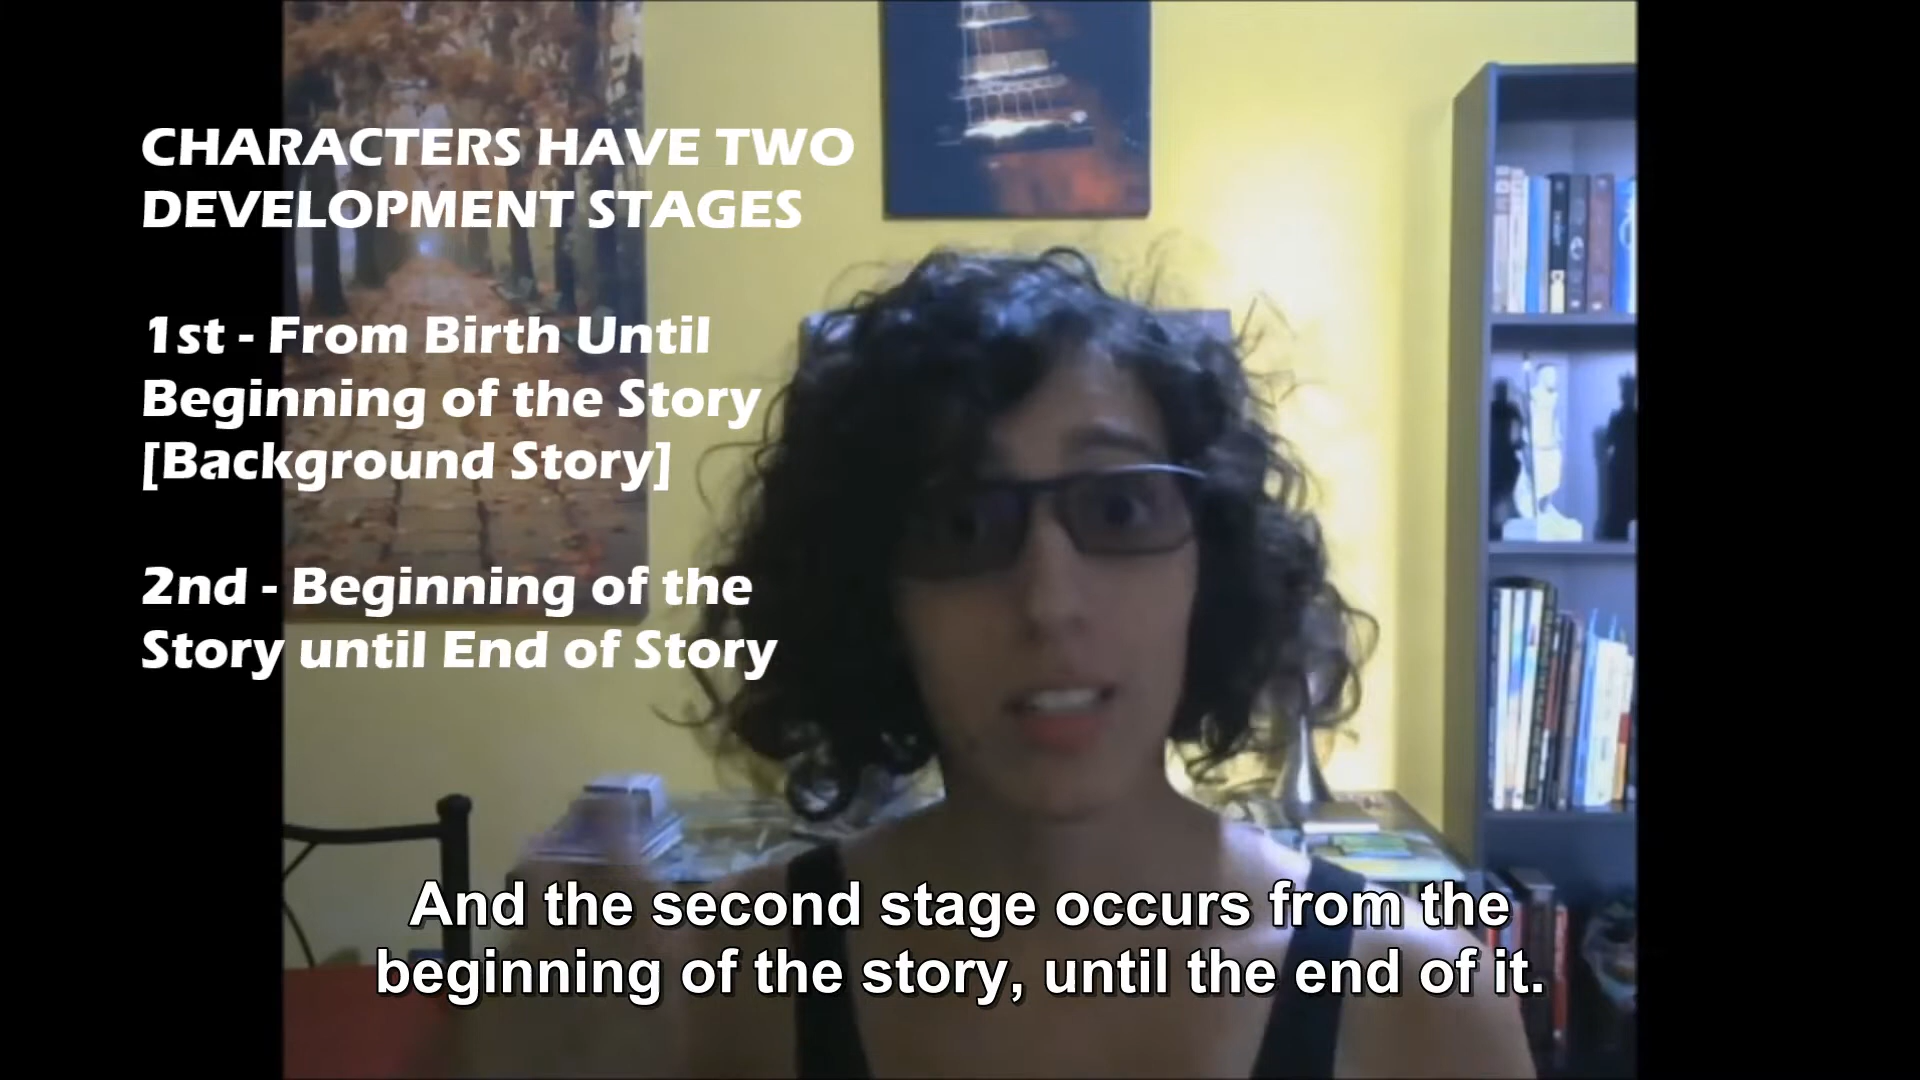 CHARACTERS HAVE TWO
DEVELOPMENT STAGES
1st - From Birth Until
Beginning of the Story
[Background Story]
2nd - Beginning of the
Story until End of Story
And the second stage occurs from the
beginning of the story, until the end of it.